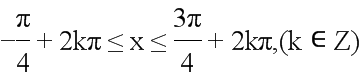 -π/4 + 2kπ ≤ x ≤ 3π/4 + 2kπ,(k ∈ Z)